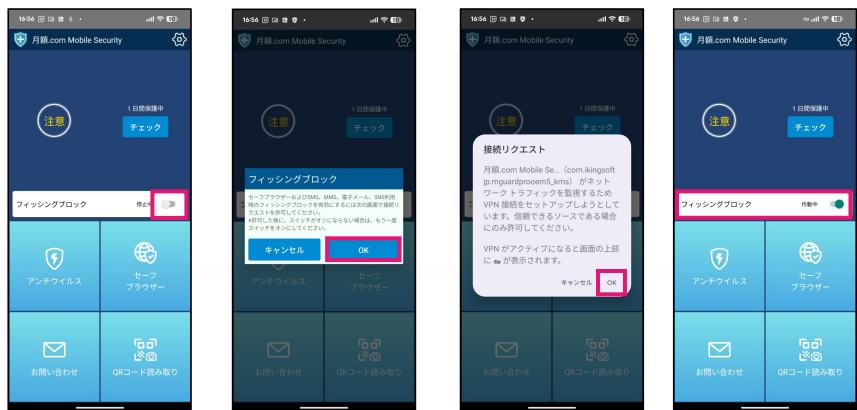 16:56
月額.com Mobile Security
注意
1 日間保護中
チェック
フィッシングブロック
停止中
アンチウイルス
セーフ
ブラウザー
お問い合わせ
QRコード読み取り
16:56
月額.com Mobile Security
注意
1 日間保護中
チェック
フィッシングブロック
セーフブラウザーおよびSMS、
MMS、電子メール、SNS利用
時のフィッシングブロックを有効にするには次の画面で接続リ
クエストを許可してください。
※許可した後に、スイッチがオンにならない場合は、もう一度
スイッチをオンにしてください。
キャンセル
OK
アンチウイルス
セーフ
ブラウザー
お問い合わせ
QRコード読み取り
16:56
月額.com Mobile Security
接続リクエスト
月額.com Mobile Se...（com.ikingsoft
jp.mguardprooem5_kms）がネット
ワーク トラフィックを監視するため
VPN 接続をセットアップしようとして
います。信頼できるソースである場合
にのみ許可してください。
VPN がアクティブになると画面の上部
に が表示されます。
キャンセル
OK
お問い合わせ
QRコード読み取り
16:56
月額.com Mobile Security
注意
1 日間保護中
チェック
フィッシングブロック
作動中
アンチウイルス
セーフ
ブラウザー
お問い合わせ
QRコード読み取り